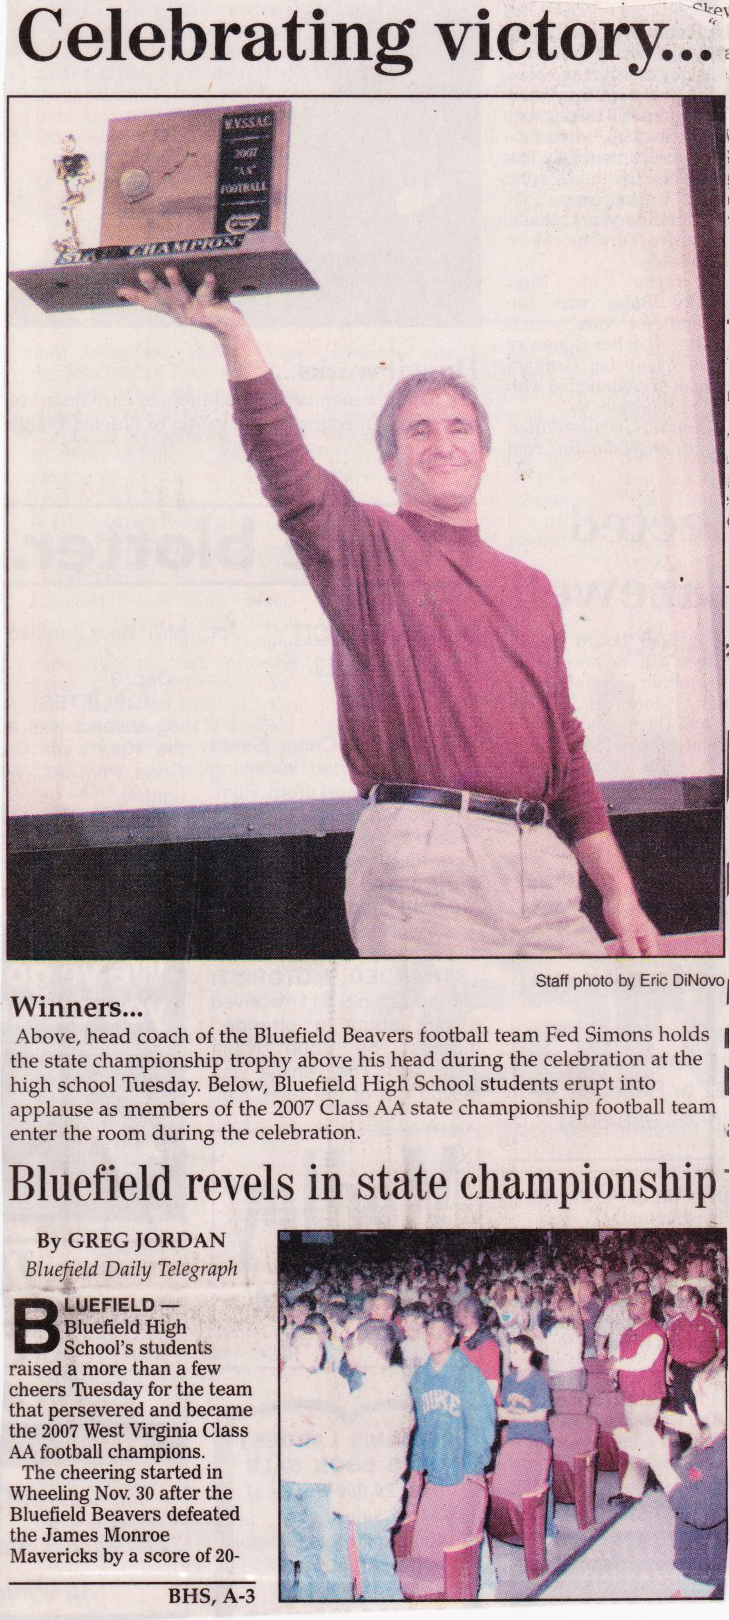 Celebrating victory...
W.V.S.S.A.C.
2007
"AA"
FOOTBALL
STATE CHAMPION
Staff photo by Eric DiNovo
Winners...
Above, head coach of the Bluefield Beavers football team Fed Simons holds
the state championship trophy above his head during the celebration at the
high school Tuesday. Below, Bluefield High School students erupt into
applause as members of the 2007 Class AA state championship football team
enter the room during the celebration.
Bluefield revels in state championship
By GREG JORDAN
Bluefield Daily Telegraph
BLUEFIELD —
Bluefield High
School's students
raised a more than a few
cheers Tuesday for the team
that persevered and became
the 2007 West Virginia Class
AA football champions.
The cheering started in
Wheeling Nov. 30 after the
Bluefield Beavers defeated
the James Monroe
Mavericks by a score of 20-
BHS, A-3
DUKE